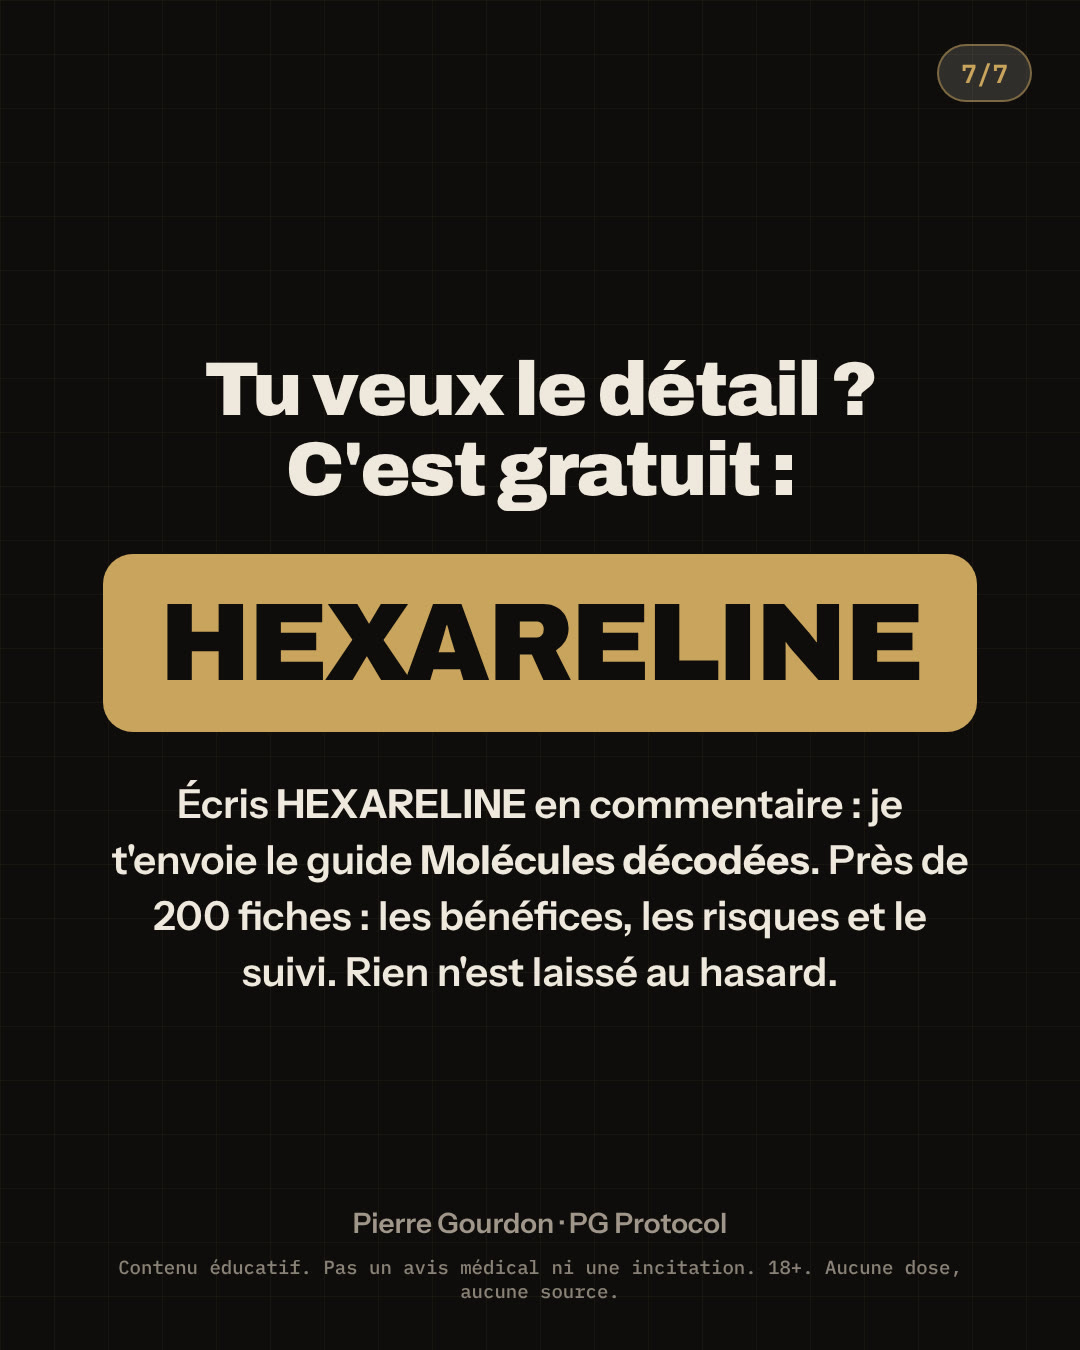 7/7
Tu veux le détail ?
C'est gratuit :
HEXARELINE
Écris HEXARELINE en commentaire : je
t'envoie le guide Molécules décodées. Près de
200 fiches : les bénéfices, les risques et le
suivi. Rien n'est laissé au hasard.
Pierre Gourdon · PG Protocol
Contenu éducatif. Pas un avis médical ni une incitation. 18+. Aucune dose,
aucune source.